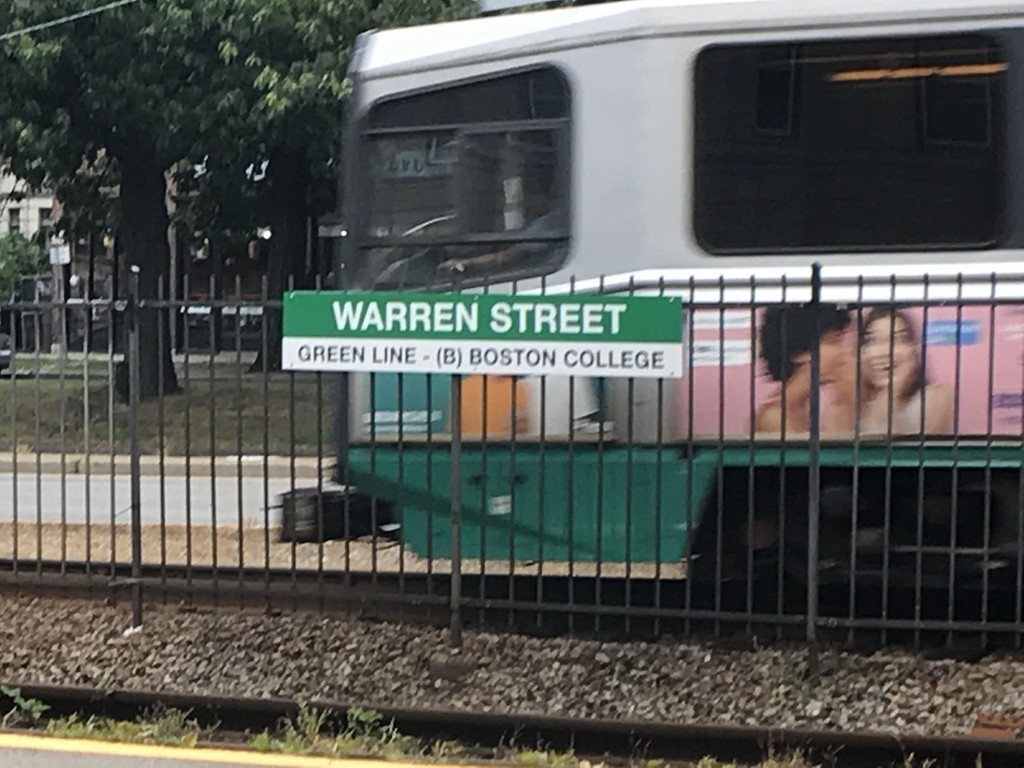 WARREN STREET
GREEN LINE - (B) BOSTON COLLEGE